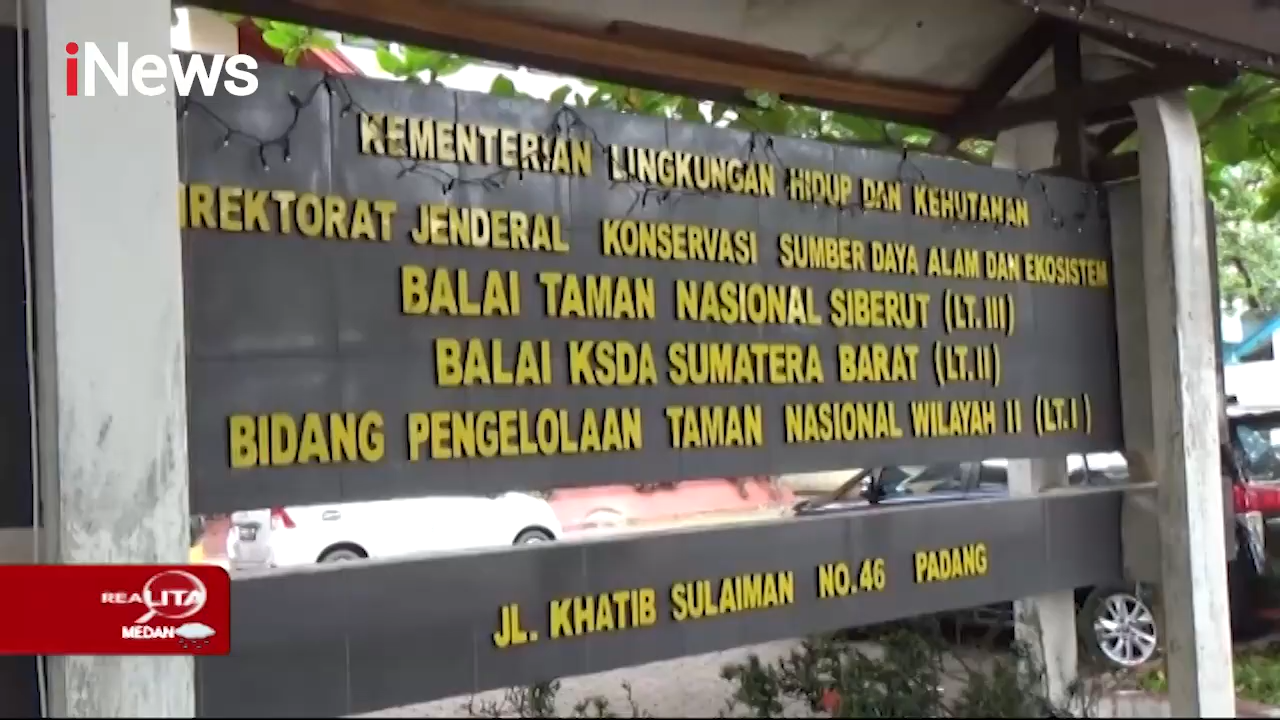 iNews
KEMENTERIAN LINGKUNGAN HIDUP DAN KEHUTANAN
IREKTORAT JENDERAL KONSERVASI SUMBER DAYA ALAM DAN EKOSISTEM
BALAI TAMAN NASIONAL SIBERUT (LT.III)
BALAI KSDA SUMATERA BARAT (LT.II)
BIDANG PENGELOLAAN TAMAN NASIONAL WILAYAH II (LT.I)
JL. KHATIB SULAIMAN NO.46 PADANG
REALITA
MEDAN